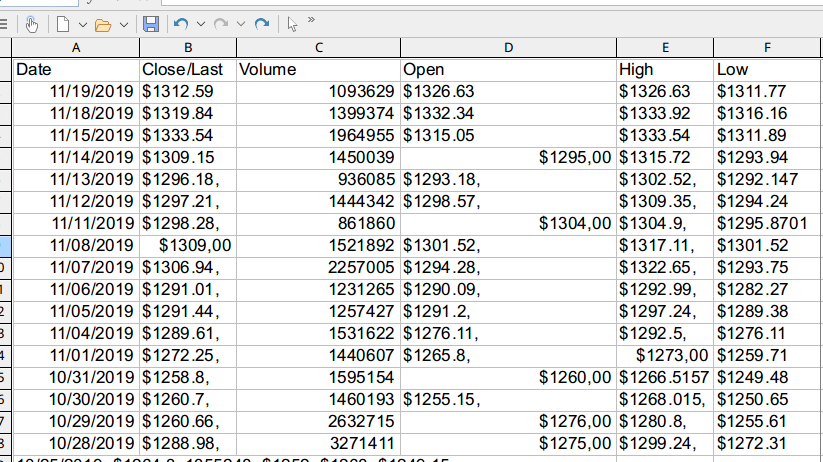 A B C D E F
Date Close/Last Volume Open High Low
11/19/2019 $1312.59 1093629 $1326.63 $1326.63 $1311.77
11/18/2019 $1319.84 1399374 $1332.34 $1333.92 $1316.16
11/15/2019 $1333.54 1964955 $1315.05 $1333.54 $1311.89
11/14/2019 $1309.15 1450039 $1295,00 $1315.72 $1293.94
11/13/2019 $1296.18, 936085 $1293.18, $1302.52, $1292.147
11/12/2019 $1297.21, 1444342 $1298.57, $1309.35, $1294.24
11/11/2019 $1298.28, 861860 $1304,00 $1304.9, $1295.8701
11/08/2019 $1309,00 1521892 $1301.52, $1317.11, $1301.52
11/07/2019 $1306.94, 2257005 $1294.28, $1322.65, $1293.75
11/06/2019 $1291.01, 1231265 $1290.09, $1292.99, $1282.27
11/05/2019 $1291.44, 1257427 $1291.2, $1297.24, $1289.38
11/04/2019 $1289.61, 1531622 $1276.11, $1292.5, $1276.11
11/01/2019 $1272.25, 1440607 $1265.8, $1273,00 $1259.71
10/31/2019 $1258.8, 1595154 $1260,00 $1266.5157 $1249.48
10/30/2019 $1260.7, 1460193 $1255.15, $1268.015, $1250.65
10/29/2019 $1260.66, 2632715 $1276,00 $1280.8, $1255.61
10/28/2019 $1288.98, 3271411 $1275,00 $1299.24, $1272.31